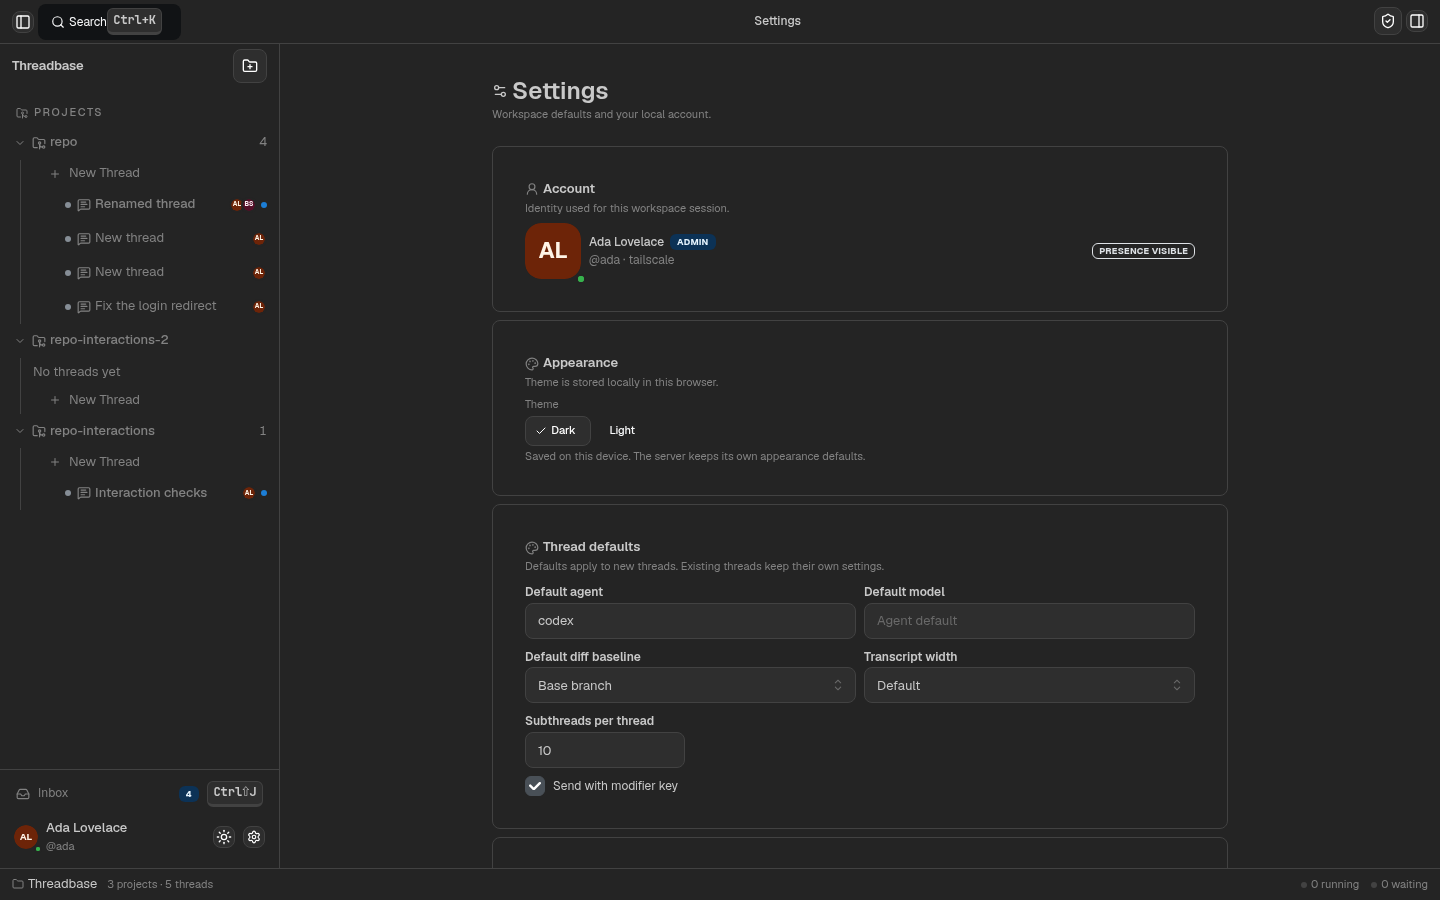 Search Ctrl+K
Settings
Threadbase
PROJECTS
repo 4
New Thread
Renamed thread AL BS
New thread AL
New thread AL
Fix the login redirect AL
repo-interactions-2
No threads yet
New Thread
repo-interactions 1
New Thread
Interaction checks AL
Inbox 4 Ctrl⇧J
AL Ada Lovelace
@ada
Settings
Workspace defaults and your local account.
Account
Identity used for this workspace session.
AL
Ada Lovelace ADMIN
@ada · tailscale
PRESENCE VISIBLE
Appearance
Theme is stored locally in this browser.
Theme
Dark Light
Saved on this device. The server keeps its own appearance defaults.
Thread defaults
Defaults apply to new threads. Existing threads keep their own settings.
Default agent Default model
codex Agent default
Default diff baseline Transcript width
Base branch Default
Subthreads per thread
10
Send with modifier key
Threadbase 3 projects · 5 threads
0 running 0 waiting